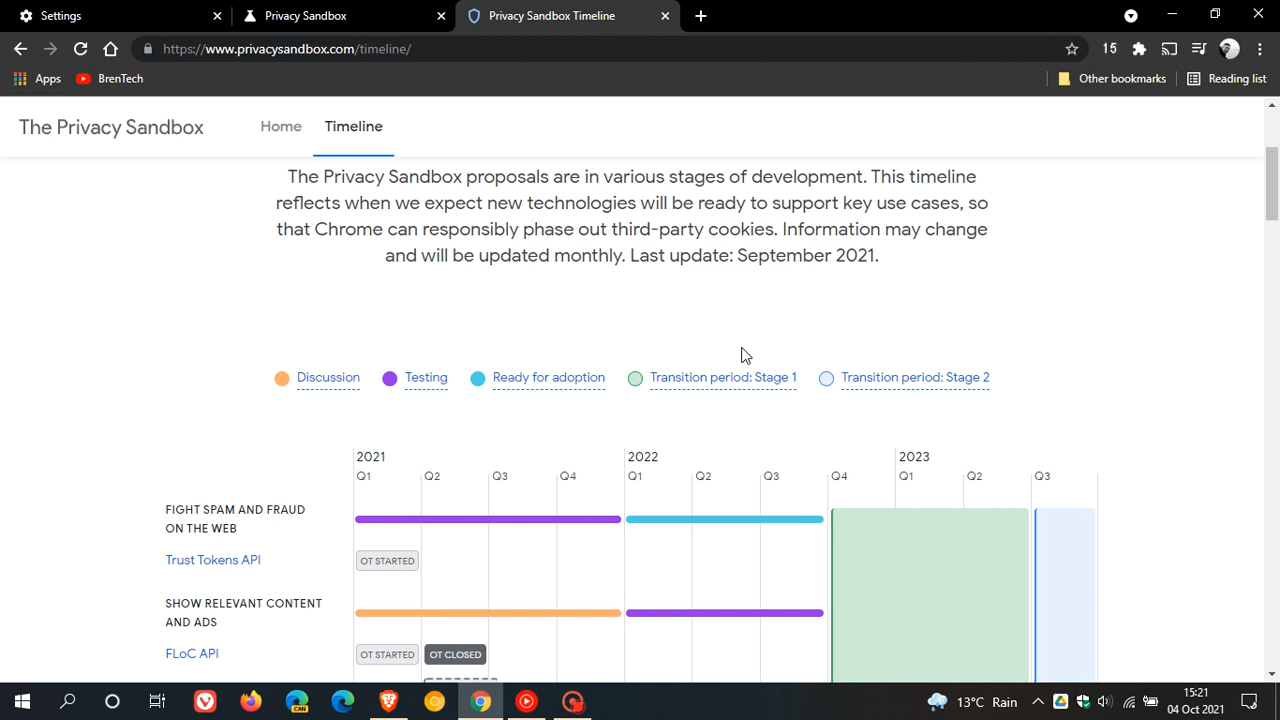 Settings
Privacy Sandbox
Privacy Sandbox Timeline
https://www.privacysandbox.com/timeline/
15
Apps
BrenTech
Other bookmarks
Reading list
The Privacy Sandbox
Home
Timeline
The Privacy Sandbox proposals are in various stages of development. This timeline
reflects when we expect new technologies will be ready to support key use cases, so
that Chrome can responsibly phase out third-party cookies. Information may change
and will be updated monthly. Last update: September 2021.
Discussion
Testing
Ready for adoption
Transition period: Stage 1
Transition period: Stage 2
2021
2022
2023
Q1
Q2
Q3
Q4
Q1
Q2
Q3
Q4
Q1
Q2
Q3
FIGHT SPAM AND FRAUD
ON THE WEB
Trust Tokens API
OT STARTED
SHOW RELEVANT CONTENT
AND ADS
FLoC API
OT STARTED
OT CLOSED
CAN
13°C Rain
15:21
04 Oct 2021